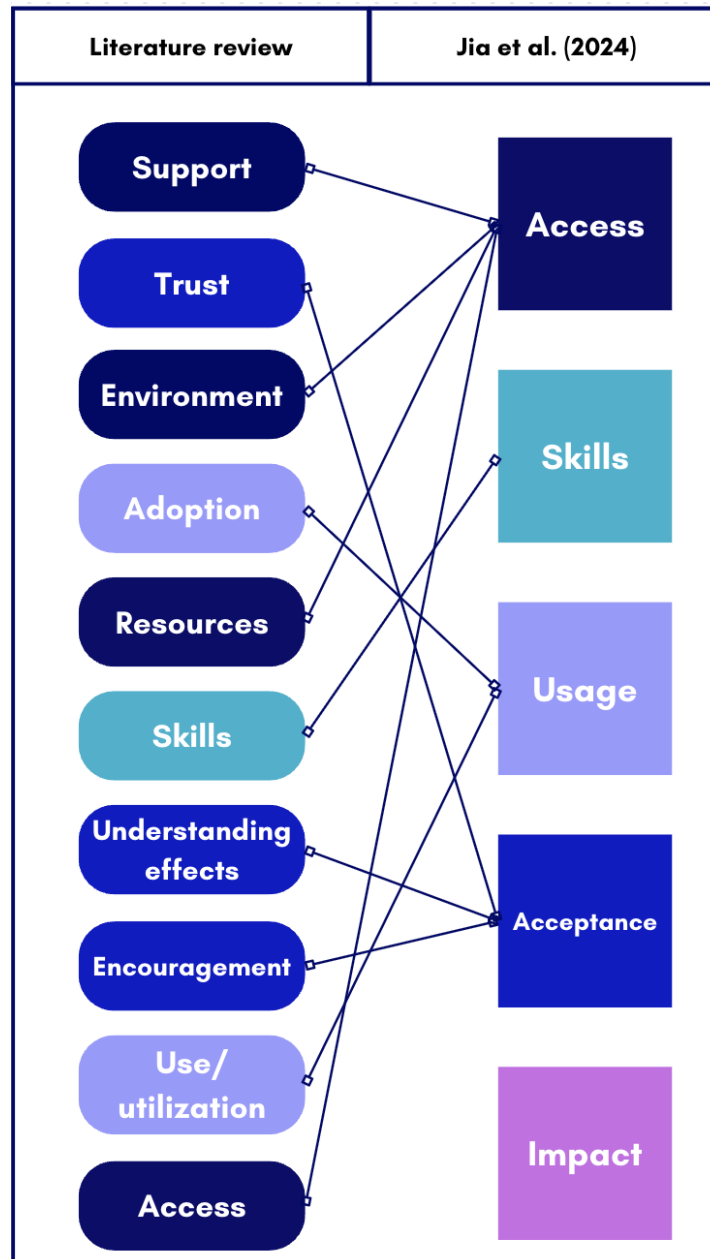 Literature review
Jia et al. (2024)
Support
Trust
Environment
Adoption
Resources
Skills
Understanding
effects
Encouragement
Use/
utilization
Access
Access
Skills
Usage
Acceptance
Impact